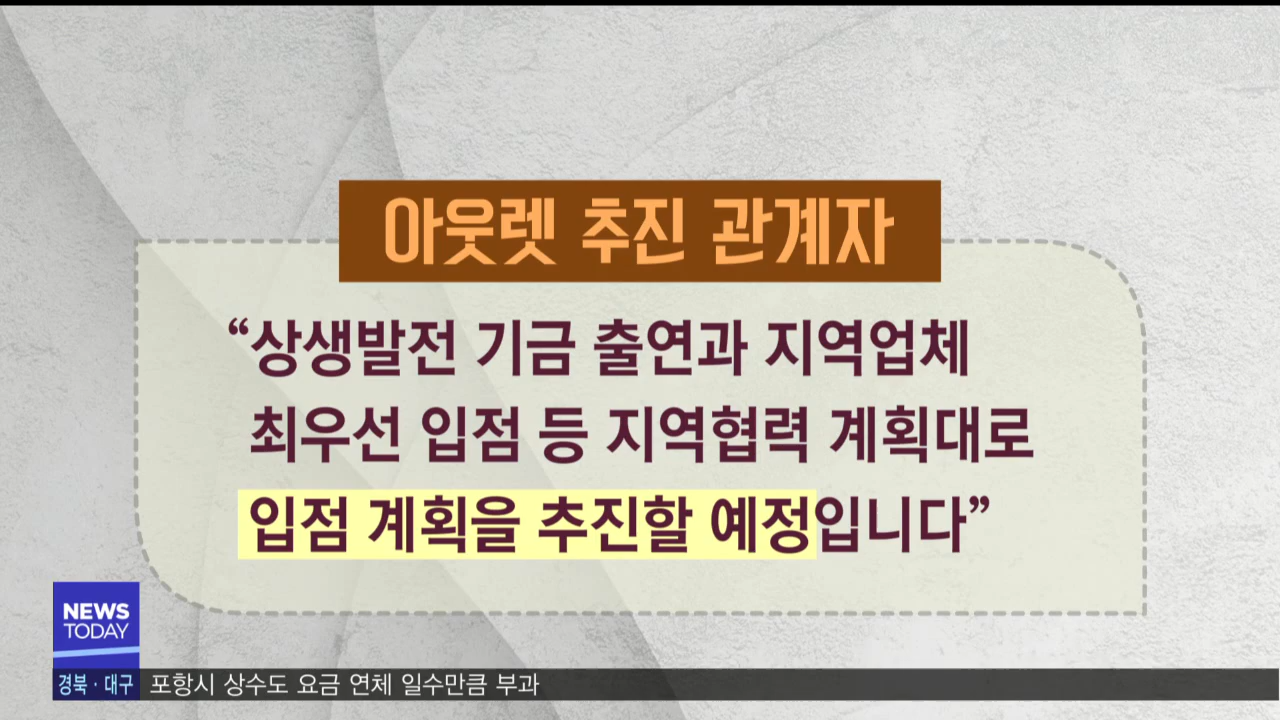 아웃렛 추진 관계자
“상생발전 기금 출연과 지역업체
최우선 입점 등 지역협력 계획대로
입점 계획을 추진할 예정입니다”
NEWS
TODAY
경북·대구 포항시 상수도 요금 연체 일수만큼 부과